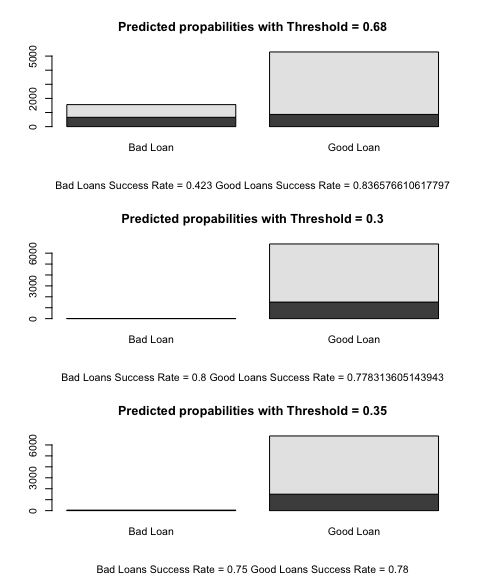 Predicted propabilities with Threshold = 0.68
5000
2000
0
Bad Loan Good Loan
Bad Loans Success Rate = 0.423 Good Loans Success Rate = 0.836576610617797
Predicted propabilities with Threshold = 0.3
6000
3000
0
Bad Loan Good Loan
Bad Loans Success Rate = 0.8 Good Loans Success Rate = 0.778313605143943
Predicted propabilities with Threshold = 0.35
6000
3000
0
Bad Loan Good Loan
Bad Loans Success Rate = 0.75 Good Loans Success Rate = 0.78